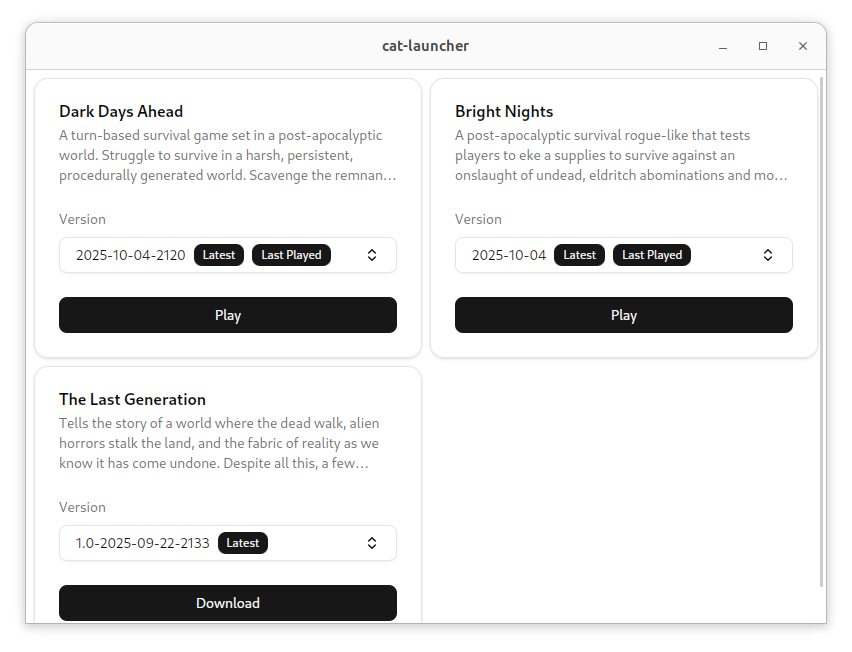 cat-launcher
Dark Days Ahead
A turn-based survival game set in a post-apocalyptic
world. Struggle to survive in a harsh, persistent,
procedurally generated world. Scavenge the remnan…
Version
2025-10-04-2120 Latest Last Played
Play
Bright Nights
A post-apocalyptic survival rogue-like that tests
players to eke a supplies to survive against an
onslaught of undead, eldritch abominations and mo…
Version
2025-10-04 Latest Last Played
Play
The Last Generation
Tells the story of a world where the dead walk, alien
horrors stalk the land, and the fabric of reality as we
know it has come undone. Despite all this, a few…
Version
1.0-2025-09-22-2133 Latest
Download